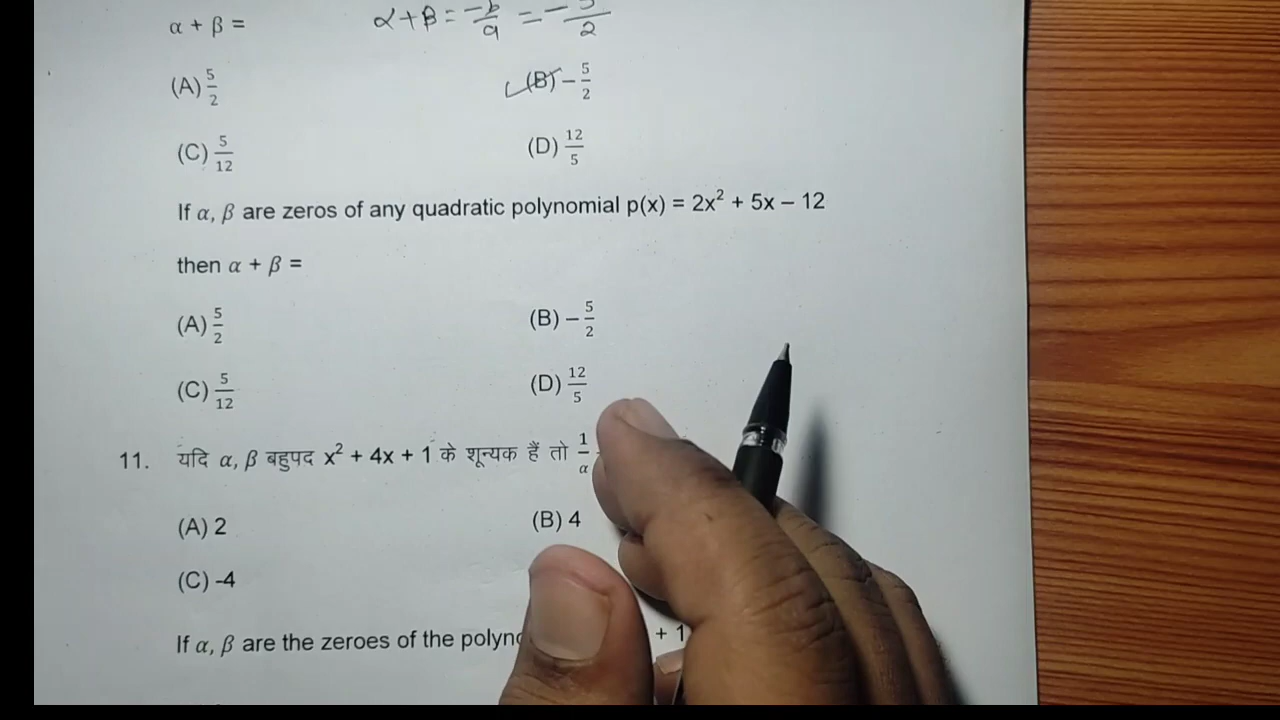 α + β =
α + β = -b/a = -5/2
(A) 5/2
(B) - 5/2
(C) 5/12
(D) 12/5
If α, β are zeros of any quadratic polynomial p(x) = 2x² + 5x – 12
then α + β =
(A) 5/2
(B) - 5/2
(C) 5/12
(D) 12/5
11. यदि α, β बहुपद x² + 4x + 1 के शून्यक हैं तो 1/α
(A) 2
(B) 4
(C) -4
If α, β are the zeroes of the + 1